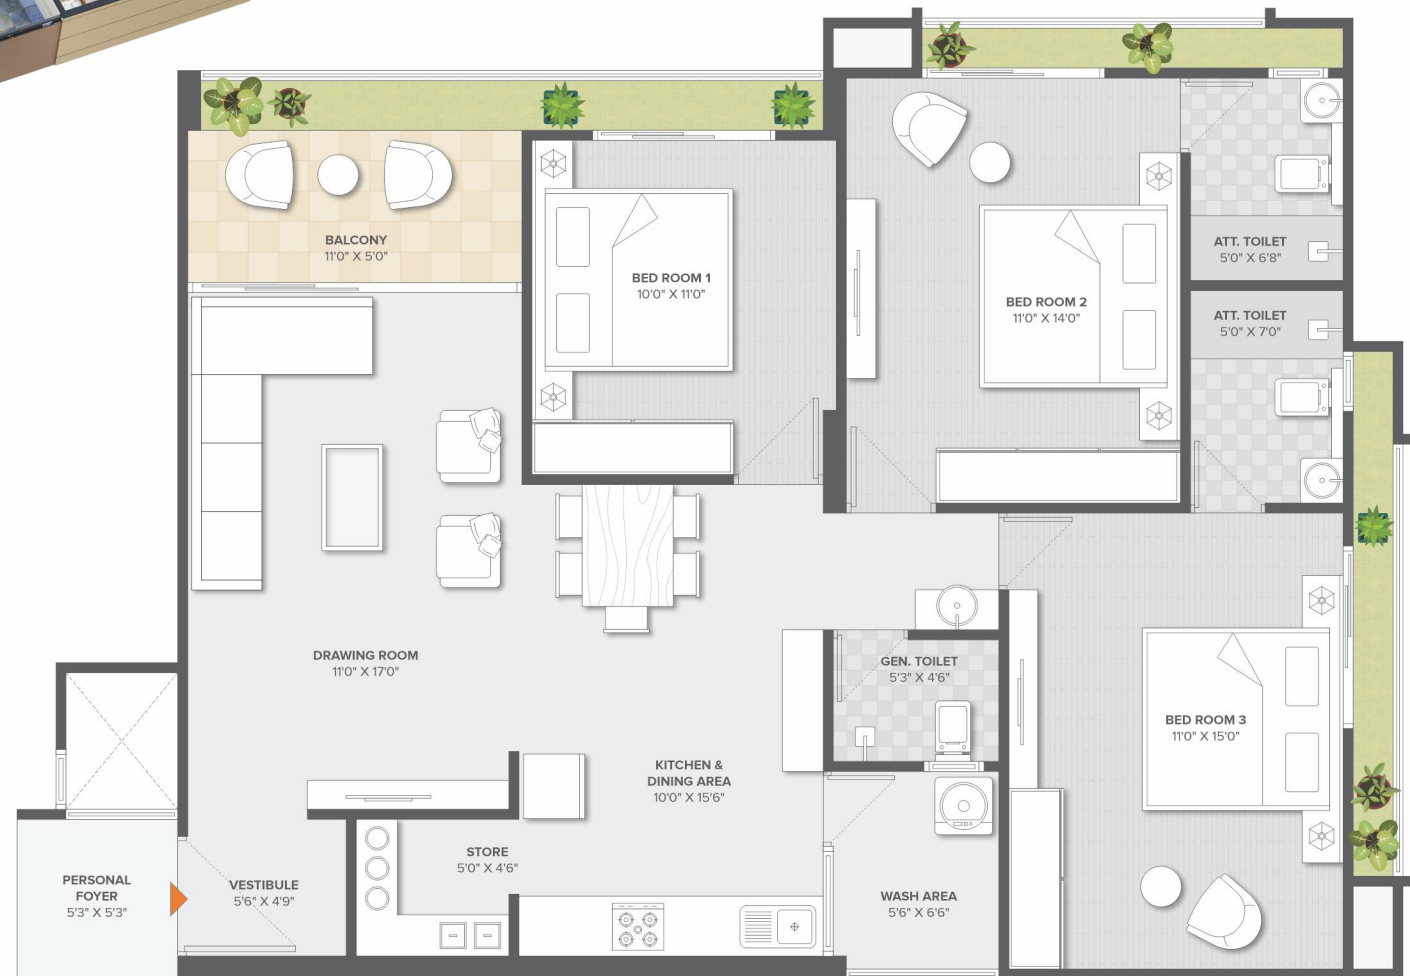 BALCONY
11'0" X 5'0"
BED ROOM 1
10'0" X 11'0"
BED ROOM 2
11'0" X 14'0"
ATT. TOILET
5'0" X 6'8"
ATT. TOILET
5'0" X 7'0"
DRAWING ROOM
11'0" X 17'0"
GEN. TOILET
5'3" X 4'6"
BED ROOM 3
11'0" X 15'0"
KITCHEN &
DINING AREA
10'0" X 15'6"
STORE
5'0" X 4'6"
PERSONAL
FOYER
5'3" X 5'3"
VESTIBULE
5'6" X 4'9"
WASH AREA
5'6" X 6'6"